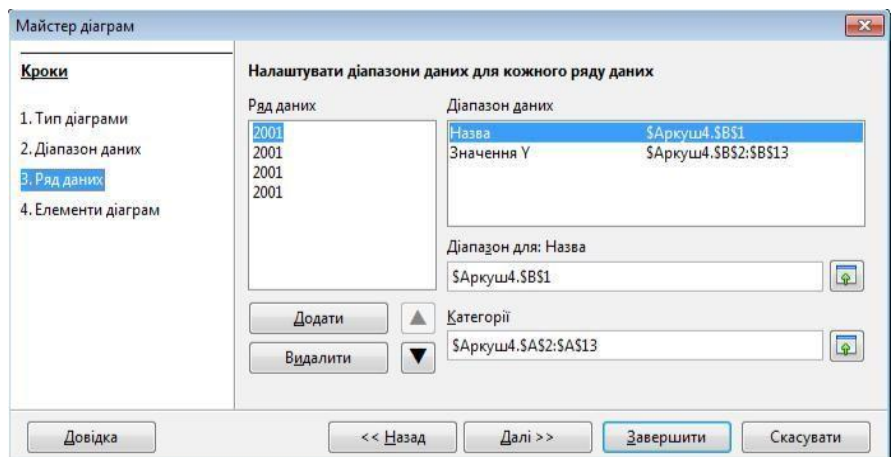 Майстер діаграм
Кроки
1. Тип діаграми
2. Діапазон даних
3. Ряд даних
4. Елементи діаграм
Налаштувати діапазони даних для кожного ряду даних
Ряд даних
2001
2001
2001
2001
Додати
Видалити
Діапазон даних
Назва $Аркуш4.$B$1
Значення Y $Аркуш4.$B$2:$B$13
Діапазон для: Назва
$Аркуш4.$B$1
Категорії
$Аркуш4.$A$2:$A$13
Довідка
<< Назад
Далі >>
Завершити
Скасувати